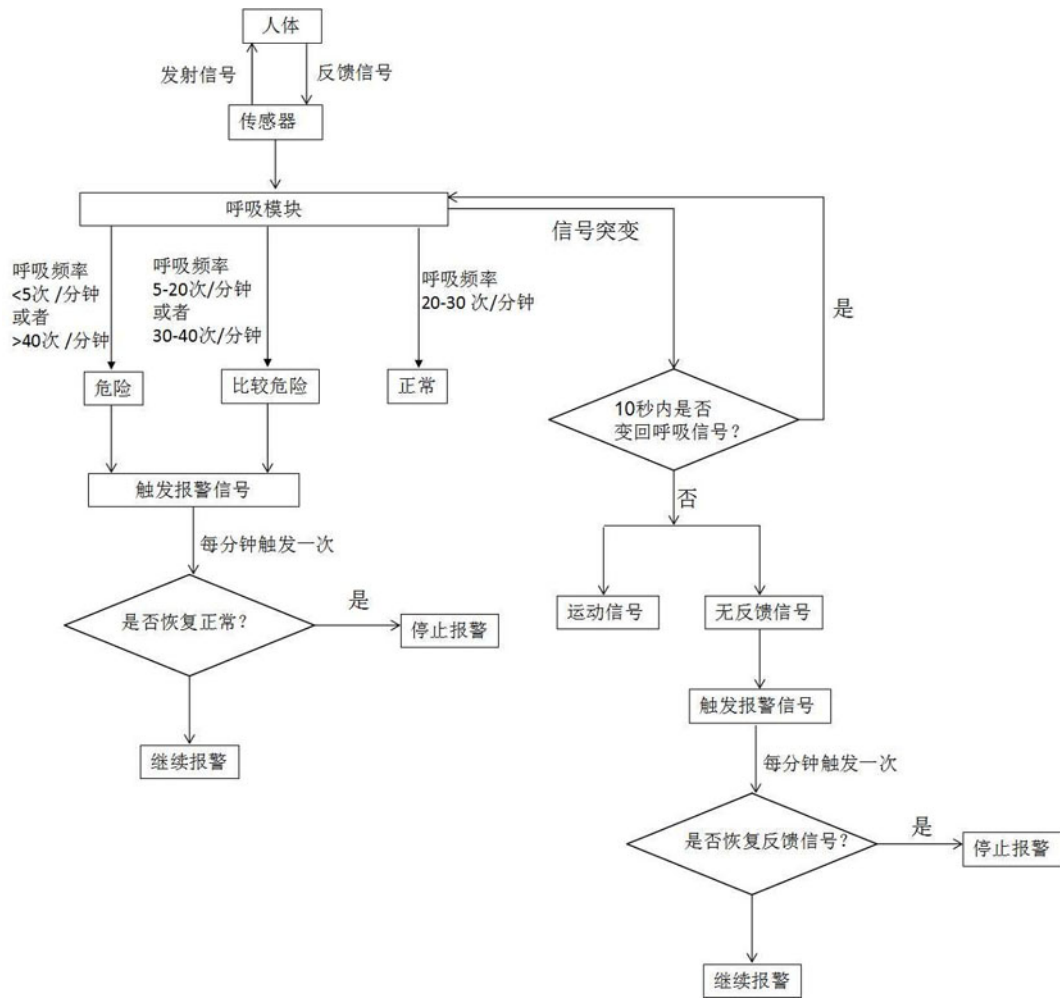 人体
发射信号
反馈信号
传感器
呼吸模块
信号突变
呼吸频率
<5次 /分钟
或者
>40次 /分钟
呼吸频率
5-20次/分钟
或者
30-40次/分钟
呼吸频率
20-30 次/分钟
是
危险
比较危险
正常
10秒内是否
变回呼吸信号?
触发报警信号
否
每分钟触发一次
是否恢复正常?
是
停止报警
运动信号
无反馈信号
触发报警信号
继续报警
每分钟触发一次
是否恢复反馈信号?
是
停止报警
继续报警